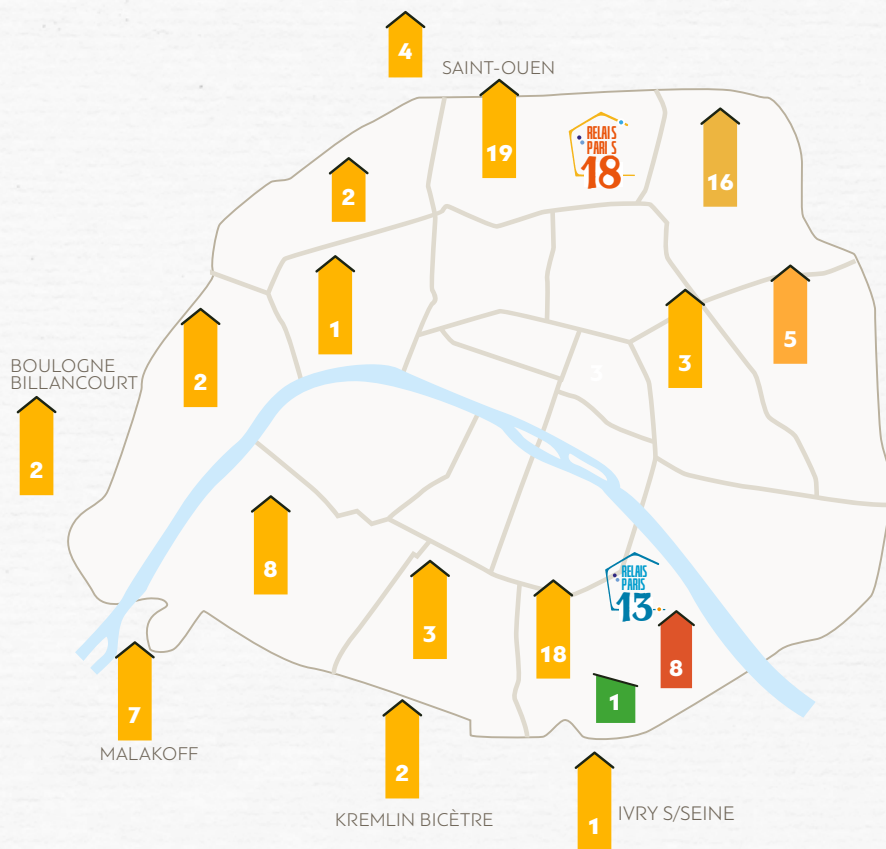 4
SAINT-OUEN
19
RELAIS
PARIS
18
16
2
1
5
3
3
2
BOULOGNE
BILLANCOURT
2
8
RELAIS
PARIS
13
3
18
8
1
7
MALAKOFF
2
KREMLIN BICÈTRE
1
IVRY S/SEINE